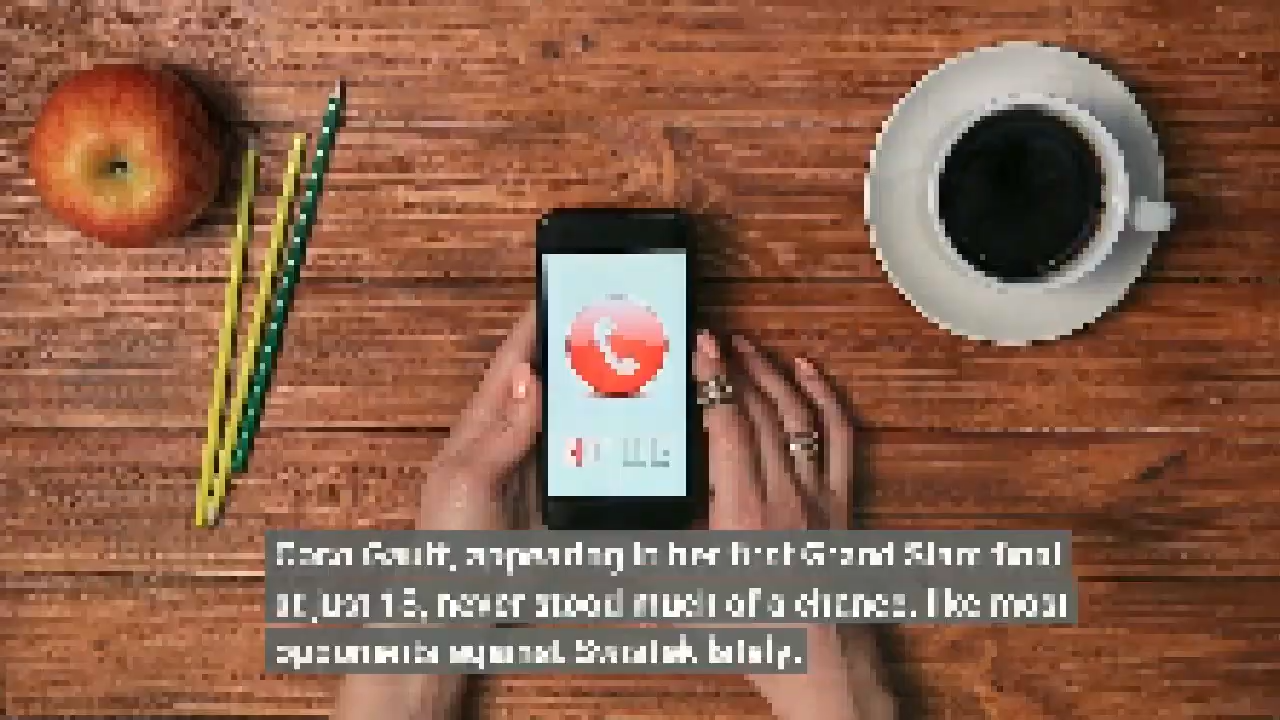 Coco Gauff, appearing in her first Grand Slam final
at just 18, never stood much of a chance, like most
opponents against Swiatek lately.